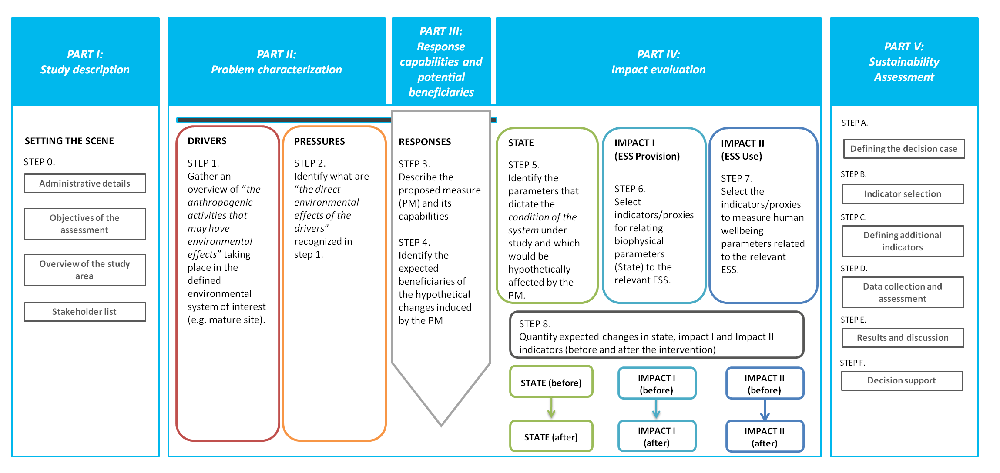 PART I:
Study description
PART II:
Problem characterization
PART III:
Response
capabilities and
potential
beneficiaries
PART IV:
Impact evaluation
PART V:
Sustainability
Assessment
SETTING THE SCENE
STEP 0.
Administrative details
Objectives of the
assessment
Overview of the study
area
Stakeholder list
DRIVERS
STEP 1.
Gather an
overview of “the
anthropogenic
activities that
may have
environmental
effects” taking
place in the
defined
environmental
system of interest
(e.g. mature site).
PRESSURES
STEP 2.
Identify what are
“the direct
environmental
effects of the
drivers”
recognized in
step 1.
RESPONSES
STEP 3.
Describe the
proposed measure
(PM) and its
capabilities
STEP 4.
Identify the
expected
beneficiaries of
the hypothetical
changes induced
by the PM
STATE
STEP 5.
Identify the
parameters that
dictate the
condition of the
system under
study and which
would be
hypothetically
affected by the
PM.
IMPACT I
(ESS Provision)
STEP 6.
Select
indicators/proxies
for relating
biophysical
parameters
(State) to the
relevant ESS.
IMPACT II
(ESS Use)
STEP 7.
Select the
indicators/proxies
to measure human
wellbeing
parameters related
to the relevant
ESS.
STEP 8.
Quantify expected changes in state, impact I and Impact II
indicators (before and after the intervention)
STATE (before)
IMPACT I
(before)
IMPACT II
(before)
STATE (after)
IMPACT I
(after)
IMPACT II
(after)
STEP A.
Defining the decision case
STEP B.
Indicator selection
STEP C.
Defining additional
indicators
STEP D.
Data collection and
assessment
STEP E.
Results and discussion
STEP F.
Decision support